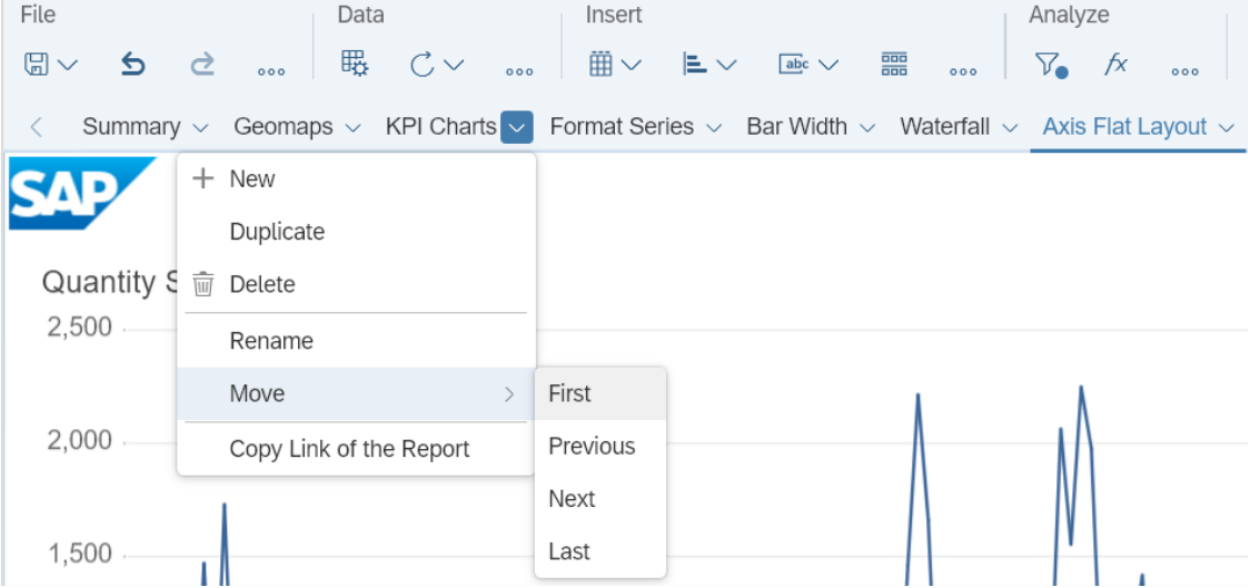 File Data Insert Analyze
abc fx
Summary Geomaps KPI Charts Format Series Bar Width Waterfall Axis Flat Layout
SAP
New
Duplicate
Quantity
Delete
2,500
Rename
Move
First
2,000
Copy Link of the Report
Previous
Next
1,500
Last